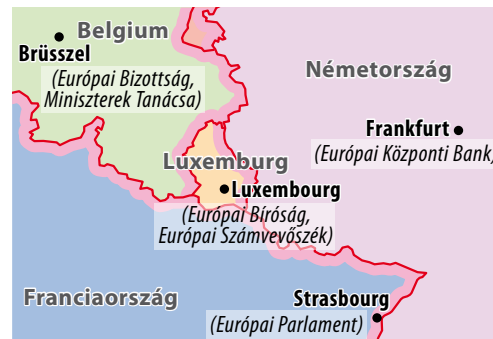 Belgium
Brüsszel
(Európai Bizottság,
Miniszterek Tanácsa)
Németország
Frankfurt
(Európai Központi Bank)
Luxemburg
Luxembourg
(Európai Bíróság,
Európai Számvevőszék)
Franciaország
Strasbourg
(Európai Parlament)